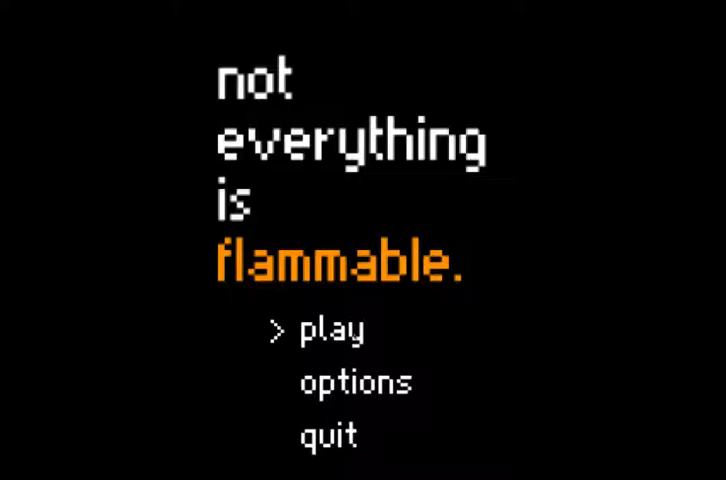 not
everything
is
flammable.
> play
options
quit